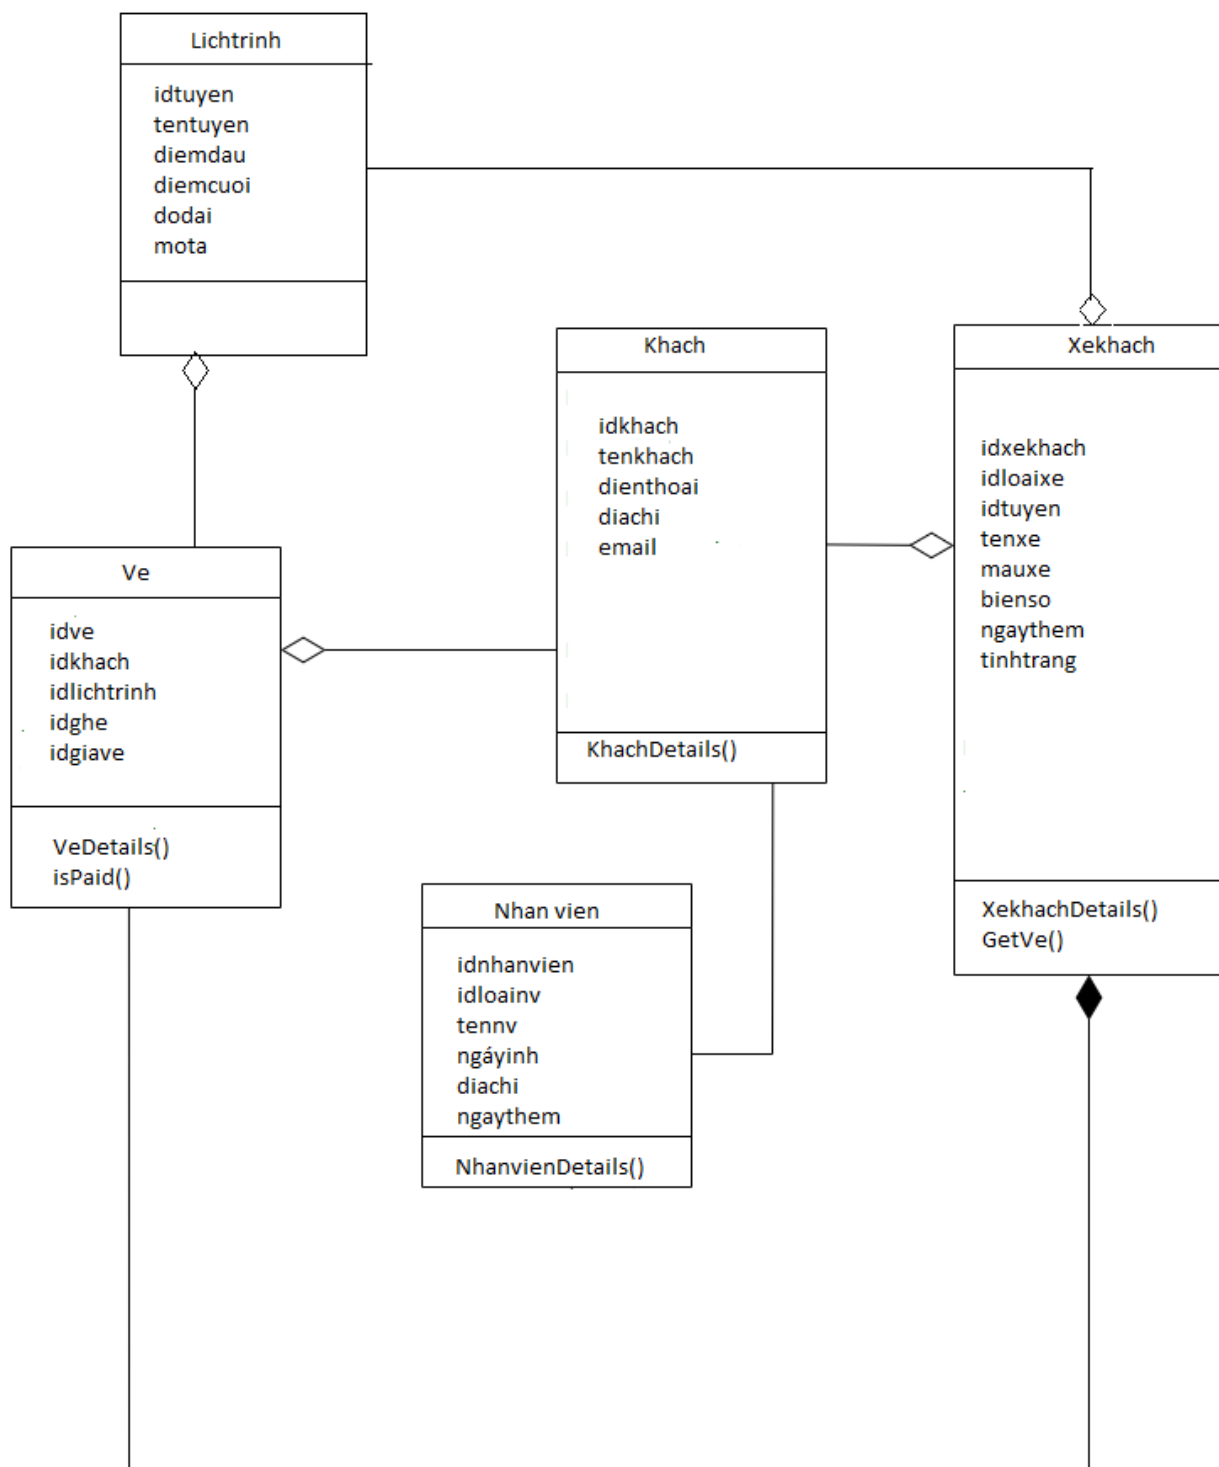 Lichtrinh
idtuyen
tentuyen
diemdau
diemcuoi
dodai
mota
Khach
idkhach
tenkhach
dienthoai
diachi
email
KhachDetails()
Xekhach
idxekhach
idloaixe
idtuyen
tenxe
mauxe
bienso
ngaythem
tinhtrang
XekhachDetails()
GetVe()
Ve
idve
idkhach
idlichtrinh
idghe
idgiave
VeDetails()
isPaid()
Nhan vien
idnhanvien
idloainv
tennv
ngáyinh
diachi
ngaythem
NhanvienDetails()